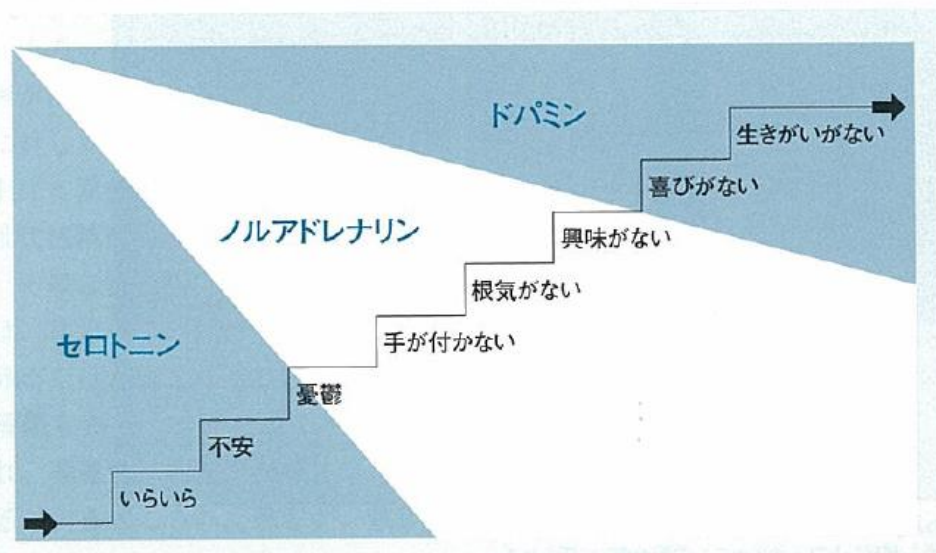 ドパミン
生きがいがない
喜びがない
ノルアドレナリン
興味がない
根気がない
セロトニン
手が付かない
憂鬱
不安
いらいら